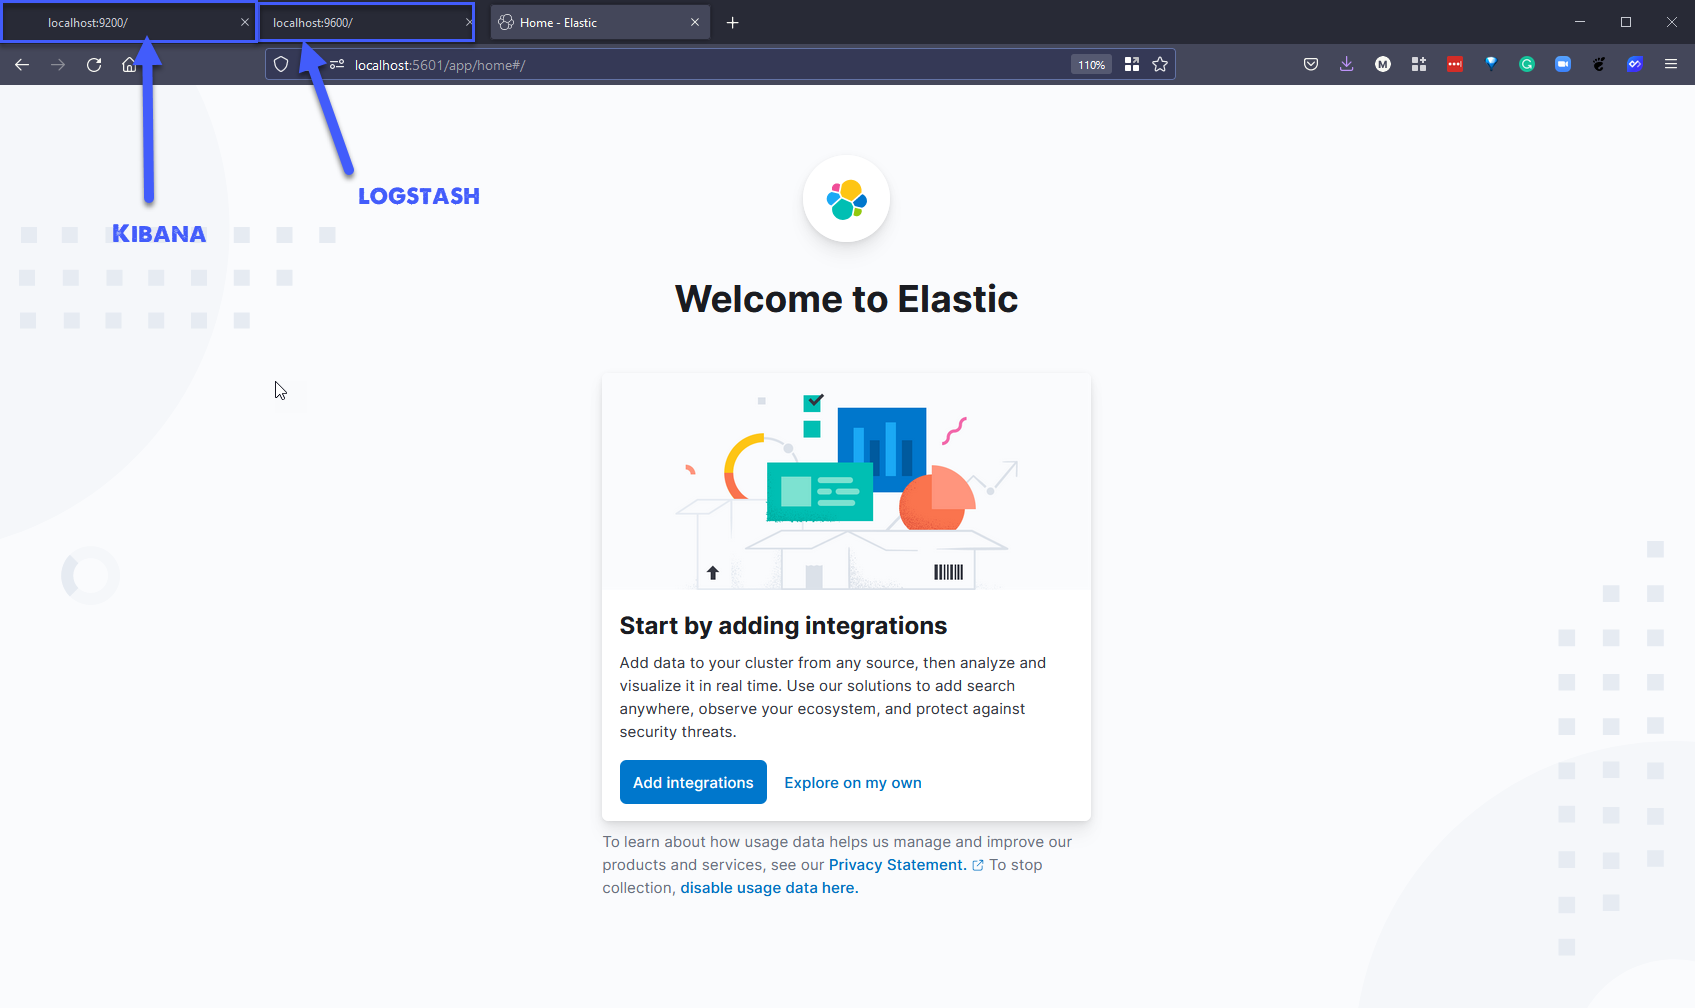 localhost:9200/
localhost:9600/
Home - Elastic
localhost:5601/app/home#/
110%
M
G
LOGSTASH
KIBANA
Welcome to Elastic
Start by adding integrations
Add data to your cluster from any source, then analyze and
visualize it in real time. Use our solutions to add search
anywhere, observe your ecosystem, and protect against
security threats.
Add integrations
Explore on my own
To learn about how usage data helps us manage and improve our
products and services, see our Privacy Statement. To stop
collection, disable usage data here.